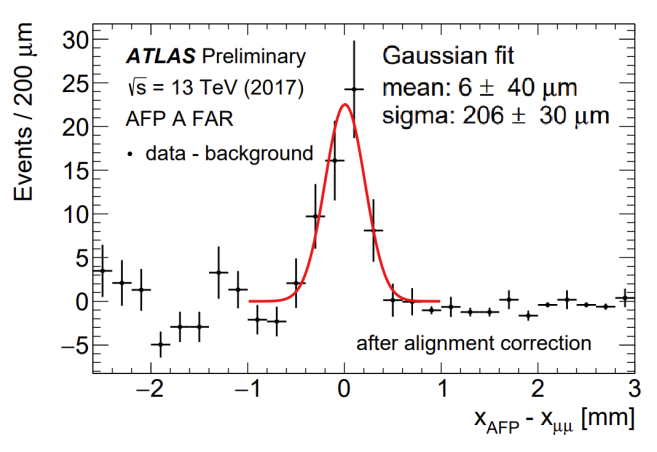 Events / 200 μm
30
25
20
15
10
5
0
−5
ATLAS Preliminary
√s = 13 TeV (2017)
AFP A FAR
• data - background
Gaussian fit
mean: 6 ± 40 μm
sigma: 206 ± 30 μm
after alignment correction
−2 −1 0 1 2 3
x_AFP - x_μμ [mm]